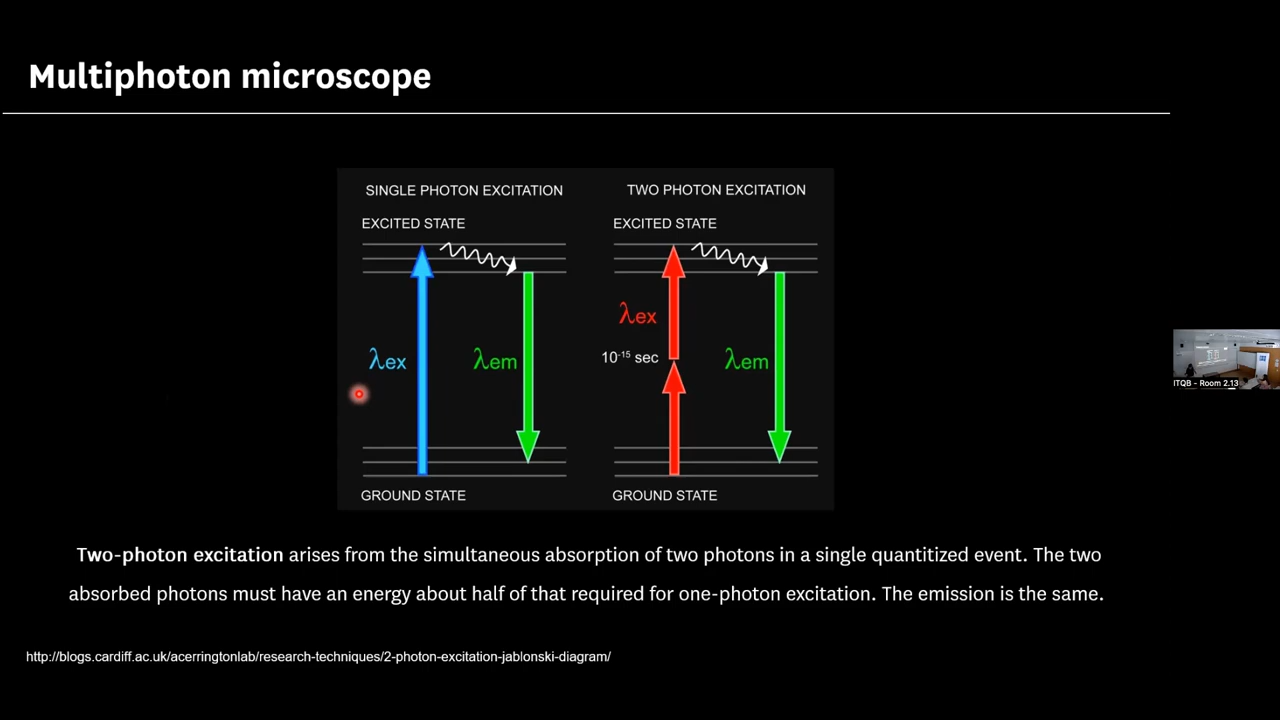 Multiphoton microscope
SINGLE PHOTON EXCITATION
TWO PHOTON EXCITATION
EXCITED STATE
EXCITED STATE
λex
λem
λex
10-15 sec
λem
GROUND STATE
GROUND STATE
Two-photon excitation arises from the simultaneous absorption of two photons in a single quantitized event. The two
absorbed photons must have an energy about half of that required for one-photon excitation. The emission is the same.
http://blogs.cardiff.ac.uk/acerringtonlab/research-techniques/2-photon-excitation-jablonski-diagram/
ITQB - Room 2.13